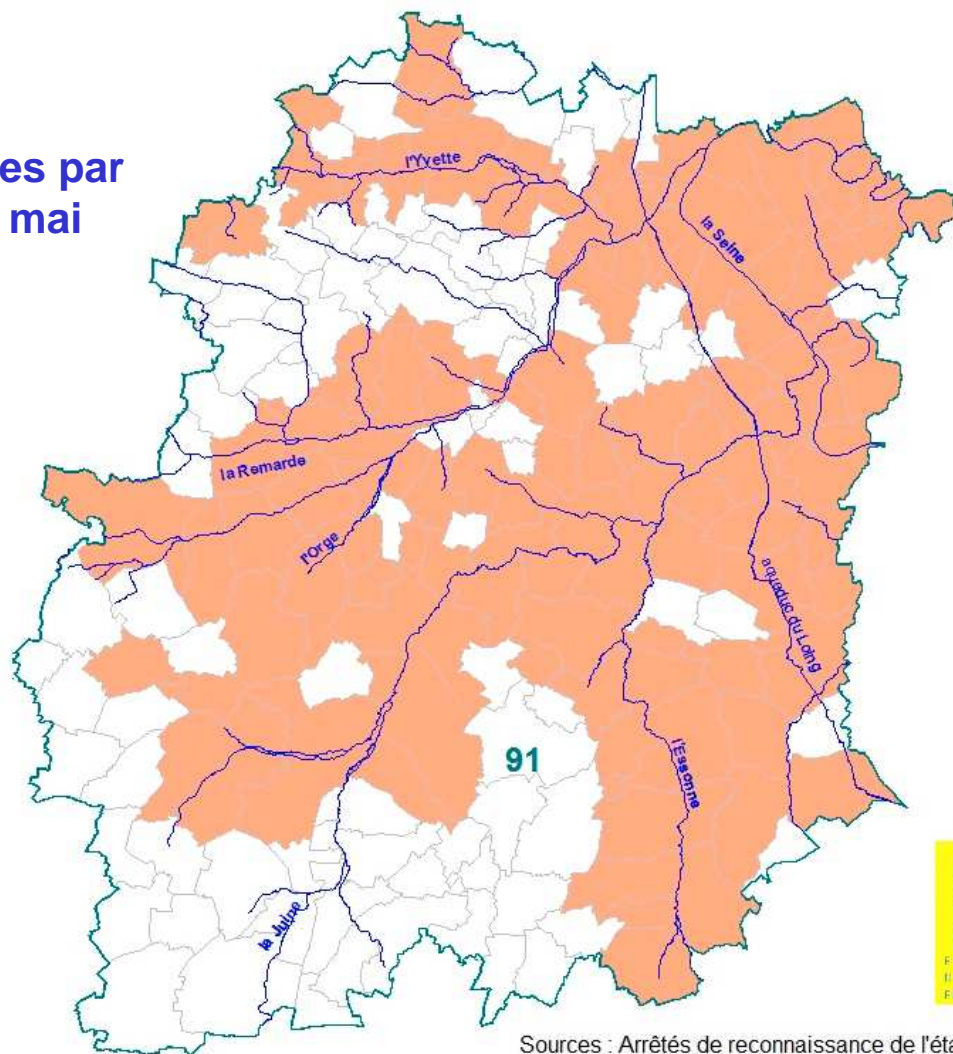 es par
mai
l'Yvette
la Seine
la Remarde
l'Orge
aqueduc du Loing
91
l'Essonne
la Juine
Sources : Arrêtés de reconnaissance de l'éta